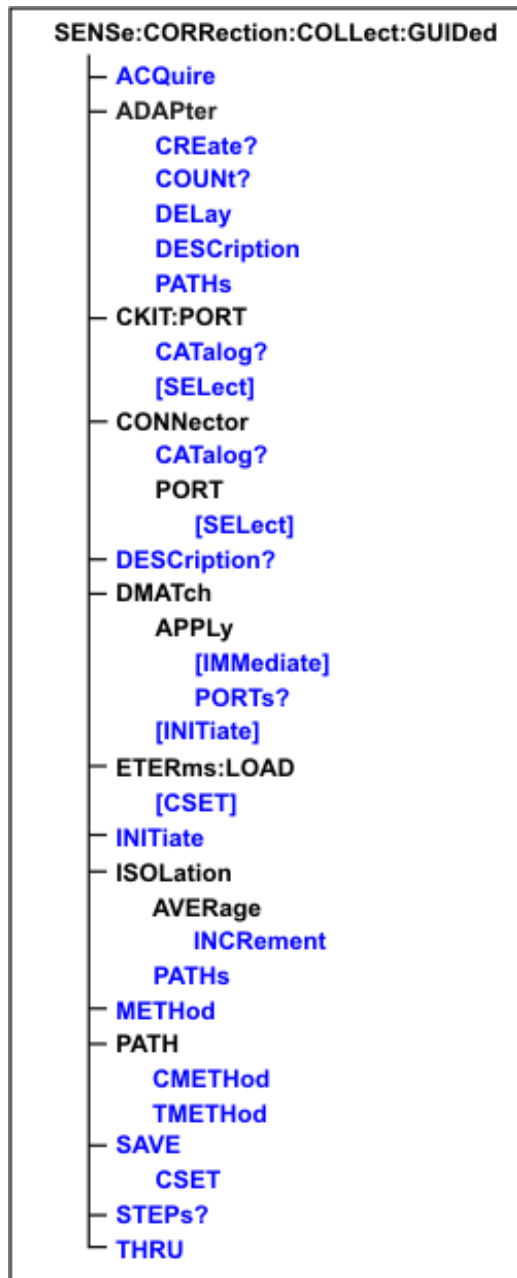 SENSe:CORRection:COLLect:GUIDed
ACQuire
ADAPter
CREate?
COUNt?
DELay
DESCription
PATHs
CKIT:PORT
CATalog?
[SELect]
CONNector
CATalog?
PORT
[SELect]
DESCription?
DMATch
APPLy
[IMMediate]
PORTs?
[INITiate]
ETERms:LOAD
[CSET]
INITiate
ISOLation
AVERage
INCRement
PATHs
METHod
PATH
CMETHod
TMETHod
SAVE
CSET
STEPs?
THRU